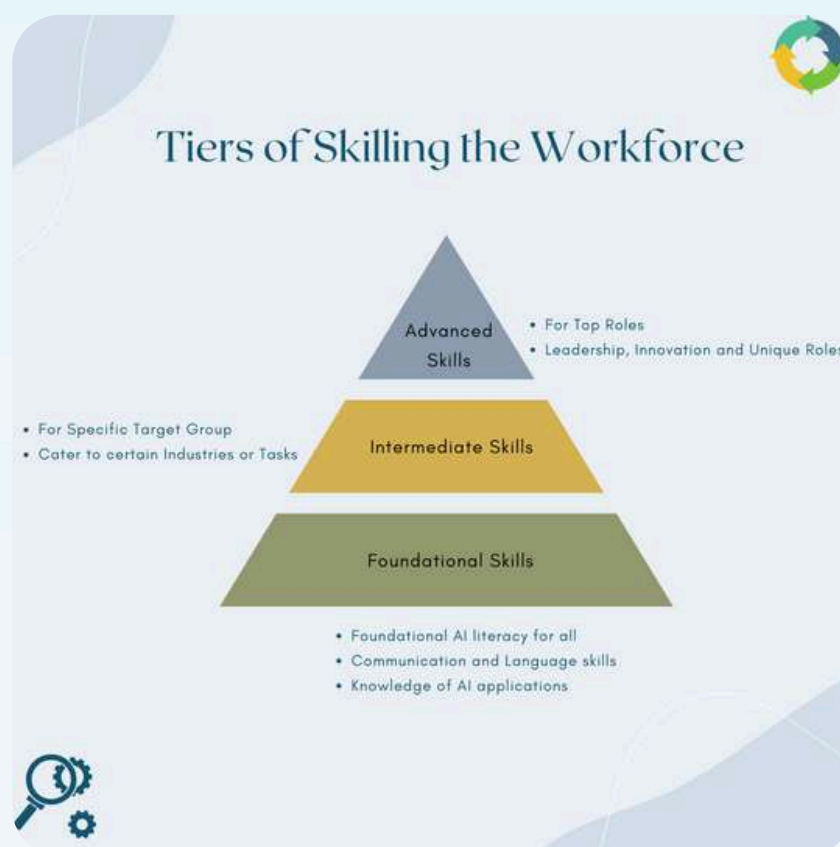 Tiers of Skilling the Workforce
Advanced
Skills
• For Top Roles
• Leadership, Innovation and Unique Roles
• For Specific Target Group
• Cater to certain Industries or Tasks
Intermediate Skills
Foundational Skills
• Foundational AI literacy for all
• Communication and Language skills
• Knowledge of AI applications